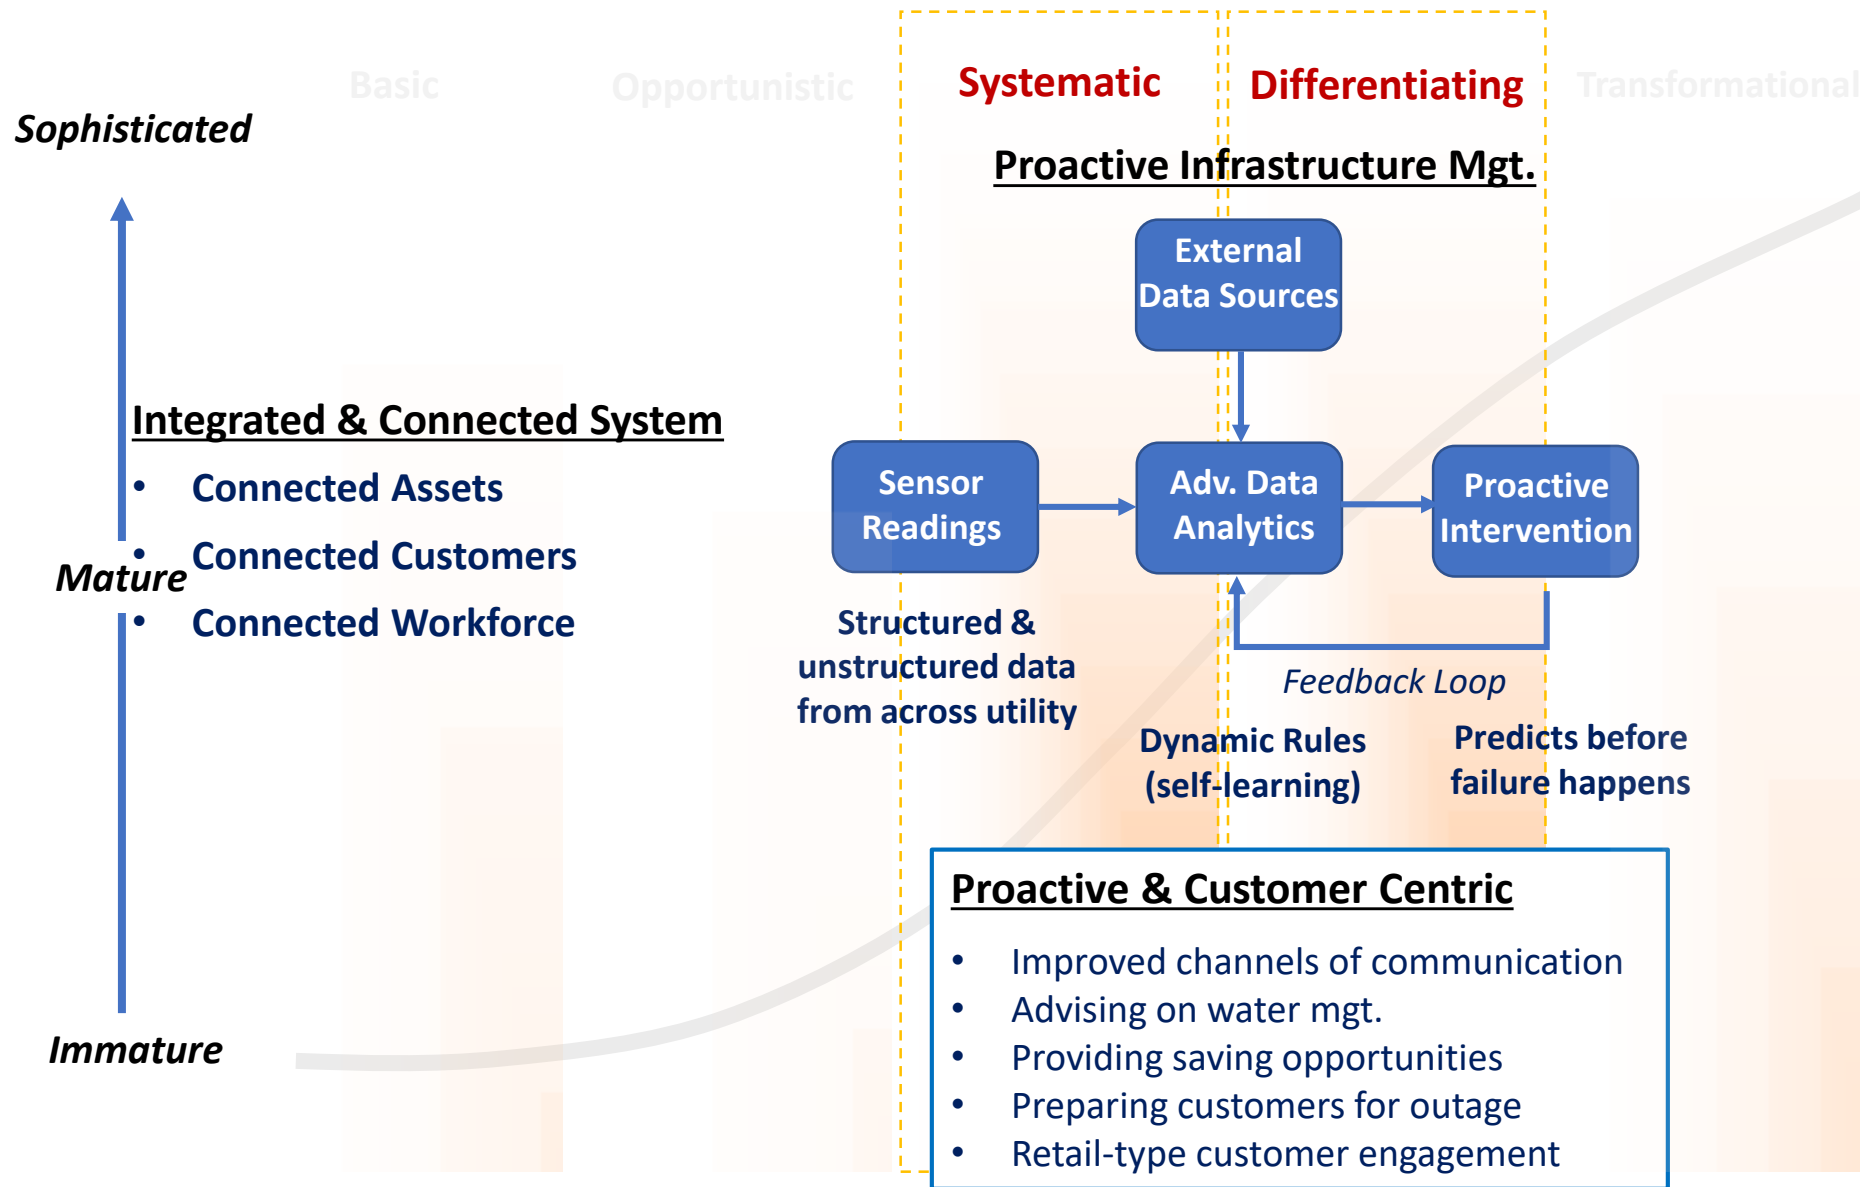 Basic
Opportunistic
Systematic
Differentiating
Transformational
Sophisticated
Proactive Infrastructure Mgt.
External
Data Sources
Integrated & Connected System
• Connected Assets
• Connected Customers
• Connected Workforce
Mature
Sensor
Readings
Adv. Data
Analytics
Proactive
Intervention
Structured &
unstructured data
from across utility
Feedback Loop
Dynamic Rules
(self-learning)
Predicts before
failure happens
Immature
Proactive & Customer Centric
• Improved channels of communication
• Advising on water mgt.
• Providing saving opportunities
• Preparing customers for outage
• Retail-type customer engagement